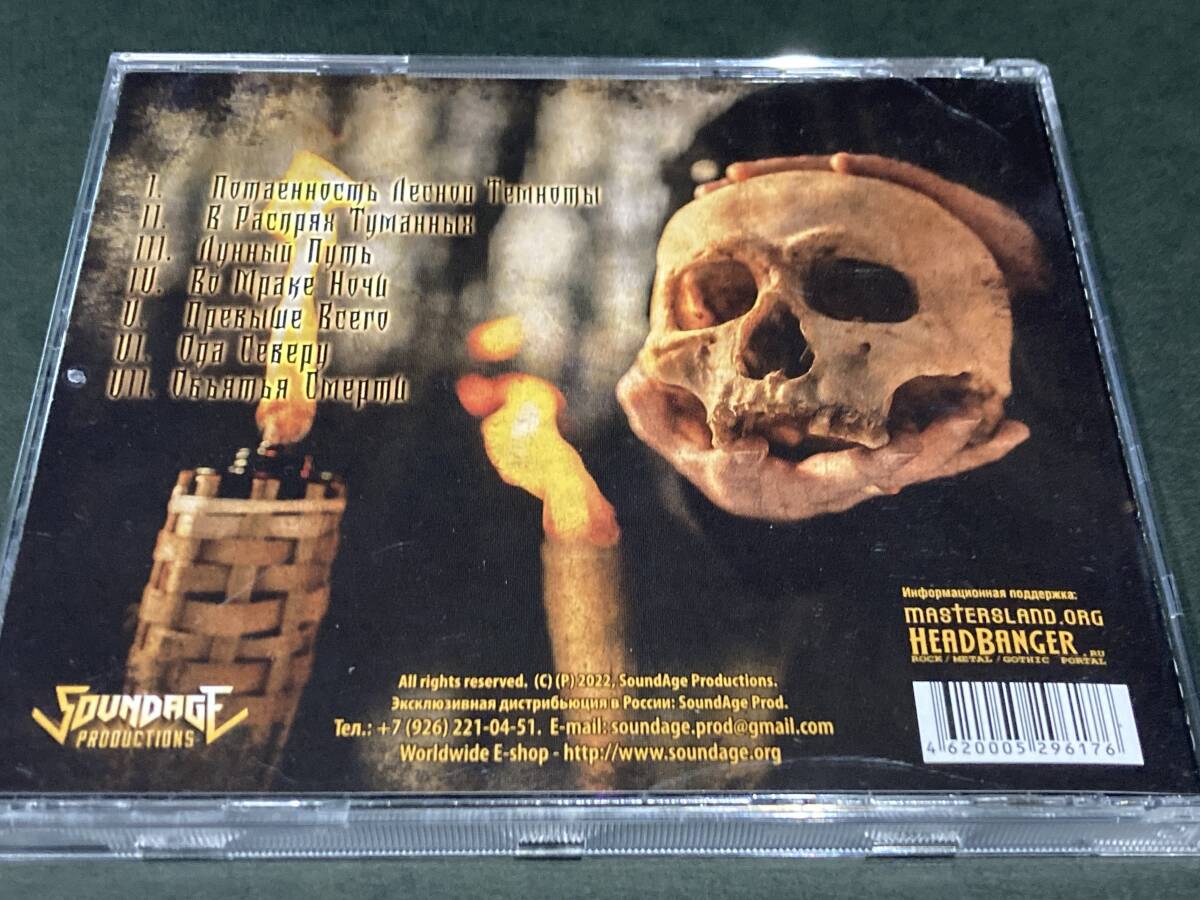 I. Потаенность Лесной Темноты
II. В Распрях Туманных
III. Лунный Путь
IV. Во Мраке Ночи
V. Превыше Всего
VI. Ода Северу
VII. Объятья Смерти
Информационная поддержка:
mastersland.org
HeadBanger.ru
ROCK / METAL / GOTHIC PORTAL
SOUNDAGE
PRODUCTIONS
All rights reserved. (C) (P) 2022, SoundAge Productions.
Эксклюзивная дистрибьюция в России: SoundAge Prod.
Тел.: +7 (926) 221-04-51. E-mail: soundage.prod@gmail.com
Worldwide E-shop - http://www.soundage.org
4 620005 296176